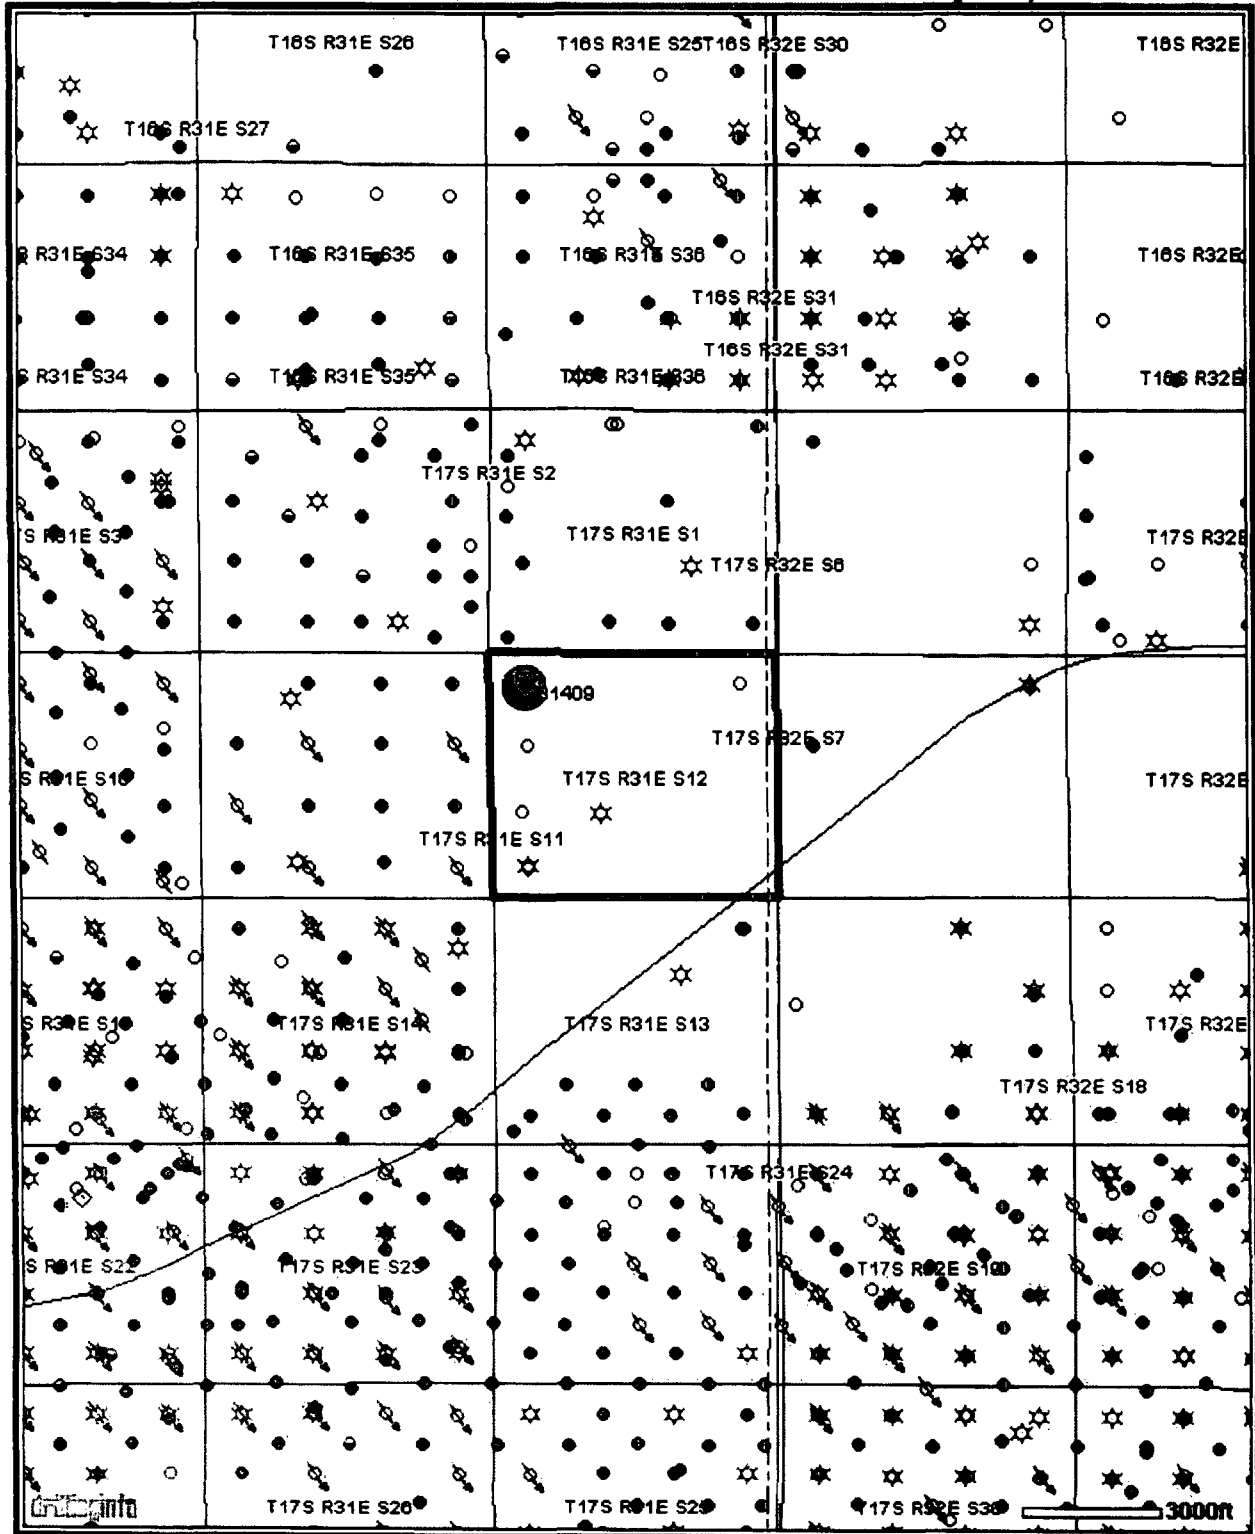 T16S R31E S26
T16S R31E S25
T16S R32E S30
T16S R32E
T16S R31E S27
R31E S34
T16S R31E S35
T16S R31E S36
T16S R32E
T16S R32E S31
T16S R32E S31
R31E S34
T16S R31E S35
T16S R31E S36
T16S R32E
T17S R31E S2
R31E S3
T17S R31E S1
T17S R32E
T17S R32E S6
1409
T17S R32E S7
R31E S10
T17S R31E S12
T17S R32E
T17S R31E S11
T17S R31E S14
T17S R31E S13
T17S R32E
T17S R32E S18
T17S R31E S24
R31E S22
T17S R31E S23
T17S R32E S19
drillinginfo
T17S R31E S26
T17S R31E S25
T17S R32E S30
3000ft